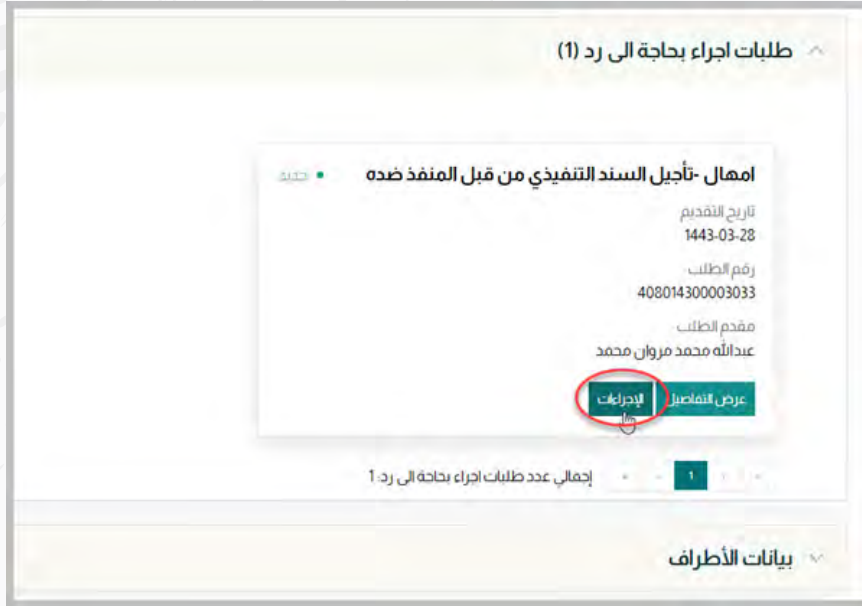 طلبات اجراء بحاجة الى رد (1)
امهال -تأجيل السند التنفيذي من قبل المنفذ ضده
جديد
تاريخ التقديم
1443-03-28
رقم الطلب
408014300003033
مقدم الطلب
عبدالله محمد مروان محمد
عرض التفاصيل
الإجراءات
1
إجمالي عدد طلبات اجراء بحاجة الى رد: 1
بيانات الأطراف